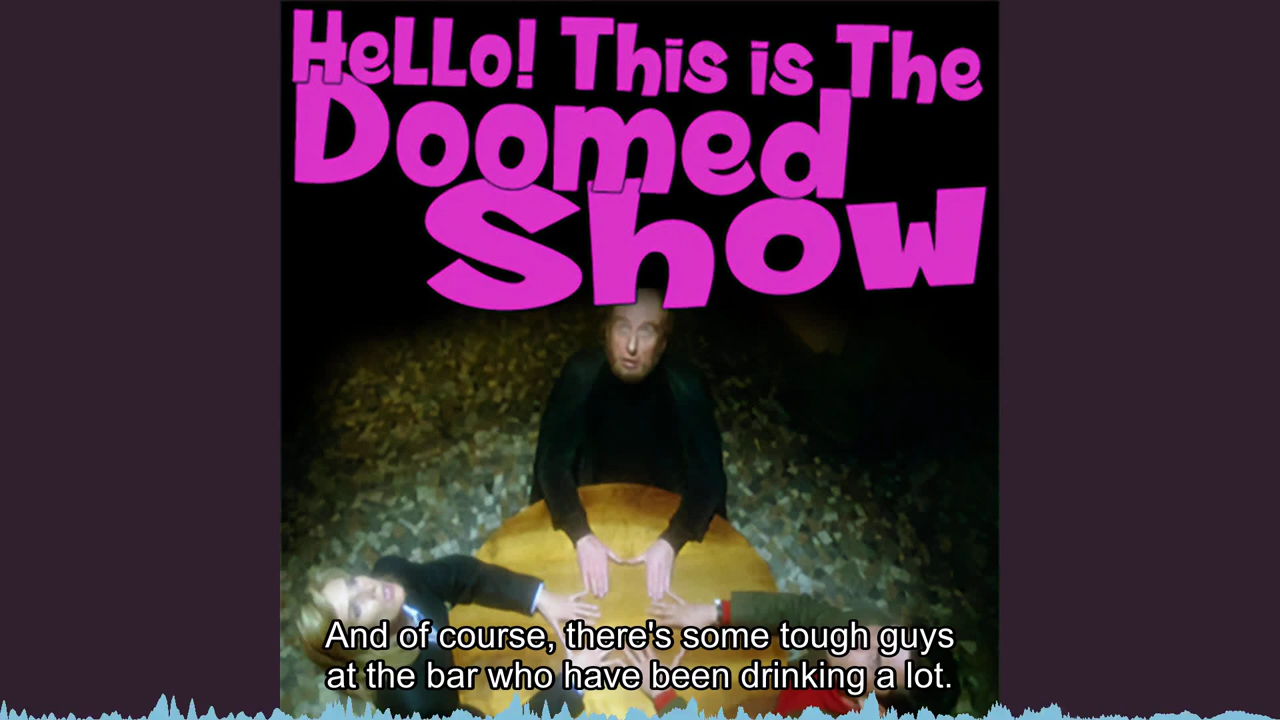 HeLLo! This is The
Doomed
Show
And of course, there's some tough guys
at the bar who have been drinking a lot.